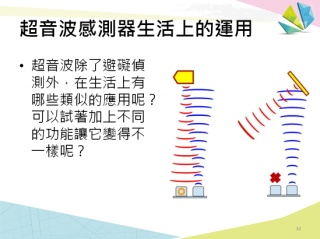 超音波感測器生活上的運用
• 超音波除了避礙偵
測外，在生活上有
哪些類似的應用呢？
可以試著加上不同
的功能讓它變得不
一樣呢？